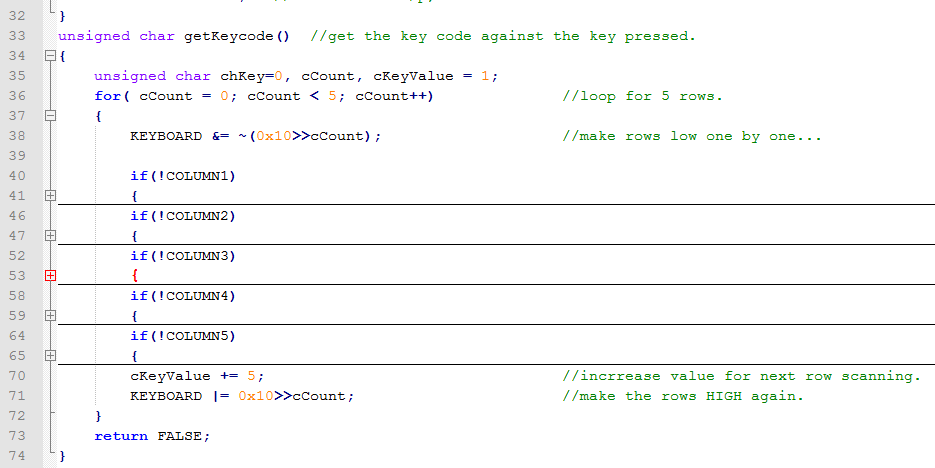 32 }
33 unsigned char getKeycode() //get the key code against the key pressed.
34 {
35 unsigned char chKey=0, cCount, cKeyValue = 1;
36 for( cCount = 0; cCount < 5; cCount++) //loop for 5 rows.
37 {
38 KEYBOARD &= ~(0x10>>cCount); //make rows low one by one...
39
40 if(!COLUMN1)
41 {
46 if(!COLUMN2)
47 {
52 if(!COLUMN3)
53 {
58 if(!COLUMN4)
59 {
64 if(!COLUMN5)
65 {
70 cKeyValue += 5; //incrrease value for next row scanning.
71 KEYBOARD |= 0x10>>cCount; //make the rows HIGH again.
72 }
73 return FALSE;
74 }